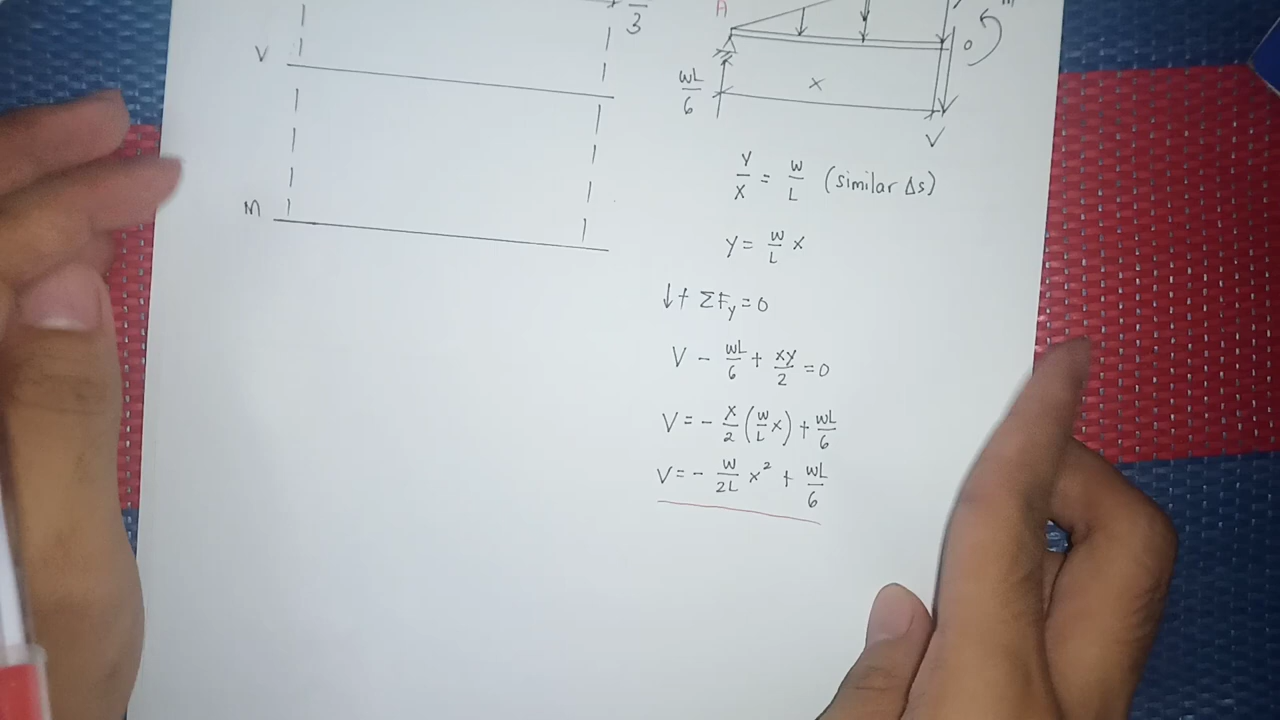 3
V
M
A
m
o
wL/6
x
V
y/x = w/L (similar Δs)
y = w/L x
↓+ ΣFy = 0
V - wL/6 + xy/2 = 0
V = - x/2 (w/L x) + wL/6
V = - w/2L x² + wL/6